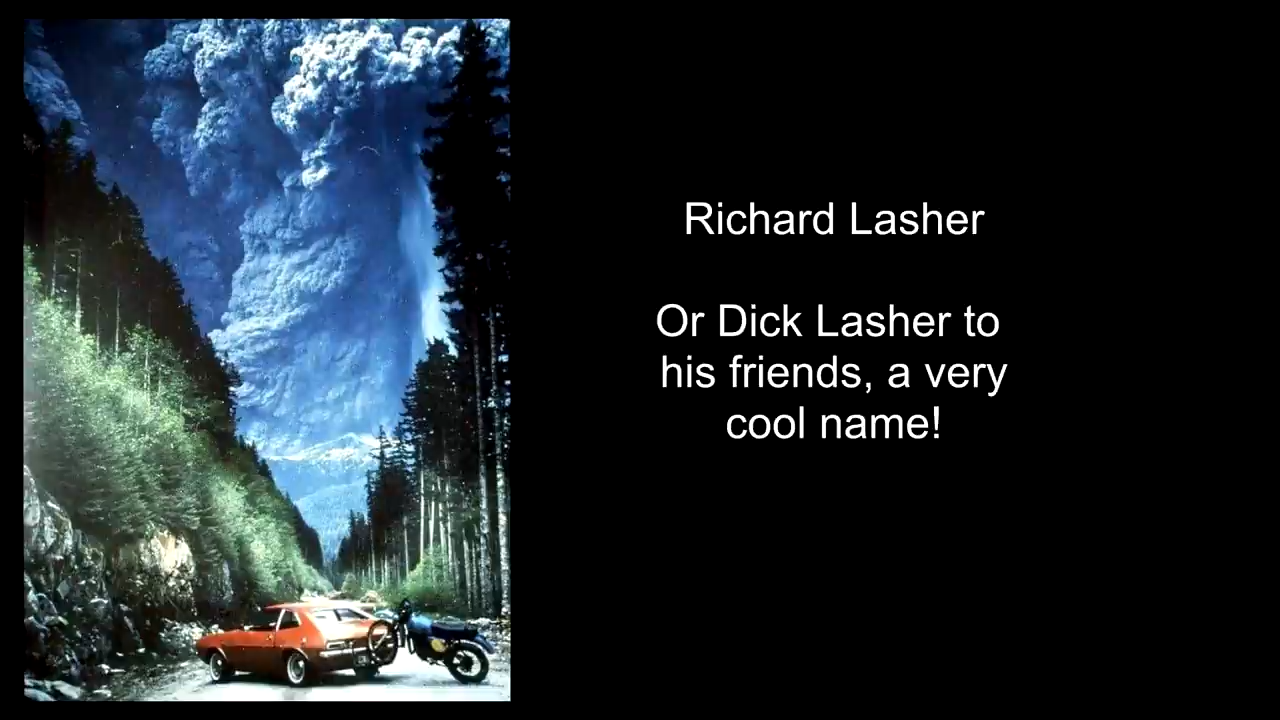 Richard Lasher
Or Dick Lasher to
his friends, a very
cool name!